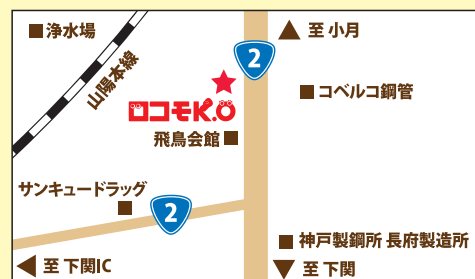 浄水場
至 小月
2
山陽本線
コベルコ鋼管
ロコモK.O
飛鳥会館
サンキュードラッグ
2
神戸製鋼所 長府製造所
至 下関IC
至 下関